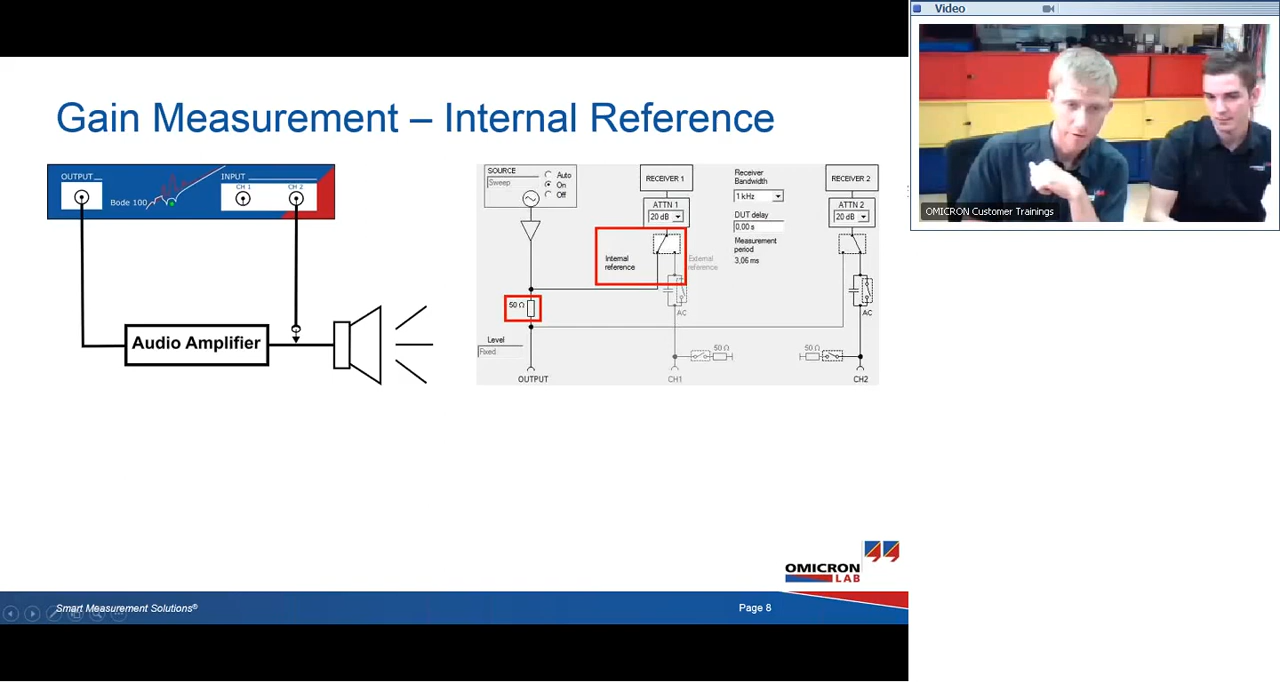 Gain Measurement – Internal Reference
OUTPUT
INPUT
CH 1
CH 2
Bode 100
Audio Amplifier
SOURCE
Sweep
Auto
On
Off
RECEIVER 1
ATTN 1
20 dB
Receiver
Bandwidth
1 kHz
DUT delay
0,00 s
Measurement
period
3,06 ms
RECEIVER 2
ATTN 2
20 dB
Internal
reference
External
reference
50 Ω
AC
AC
Level
Fixed
50 Ω
50 Ω
OUTPUT
CH1
CH2
OMICRON
LAB
Smart Measurement Solutions®
Page 8
Video
OMICRON Customer Trainings